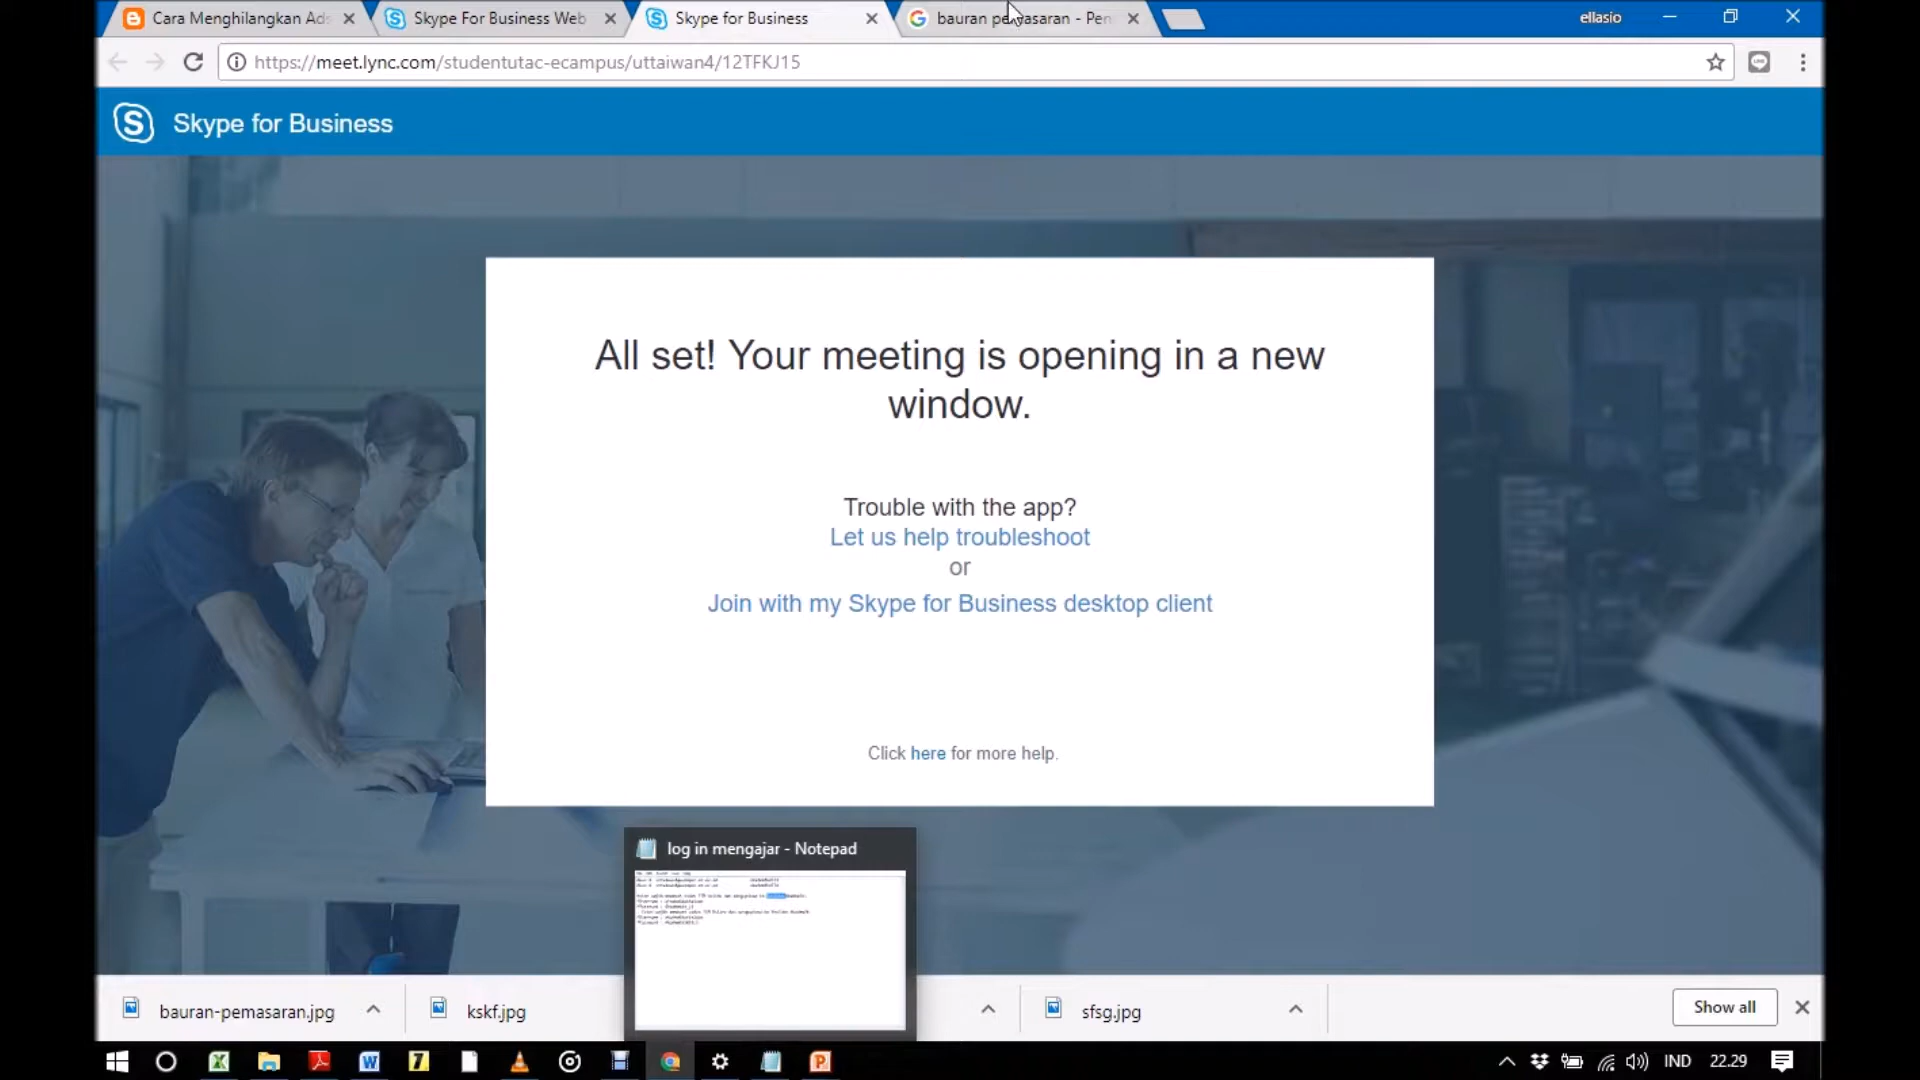 Cara Menghilangkan Ads
Skype For Business Web
Skype for Business
bauran pemasaran - Pen
ellasio
https://meet.lync.com/studentutac-ecampus/uttaiwan4/12TFKJ15
Skype for Business
All set! Your meeting is opening in a new
window.
Trouble with the app?
Let us help troubleshoot
or
Join with my Skype for Business desktop client
Click here for more help.
log in mengajar - Notepad
bauran-pemasaran.jpg
kskf.jpg
sfsg.jpg
Show all
IND
22.29